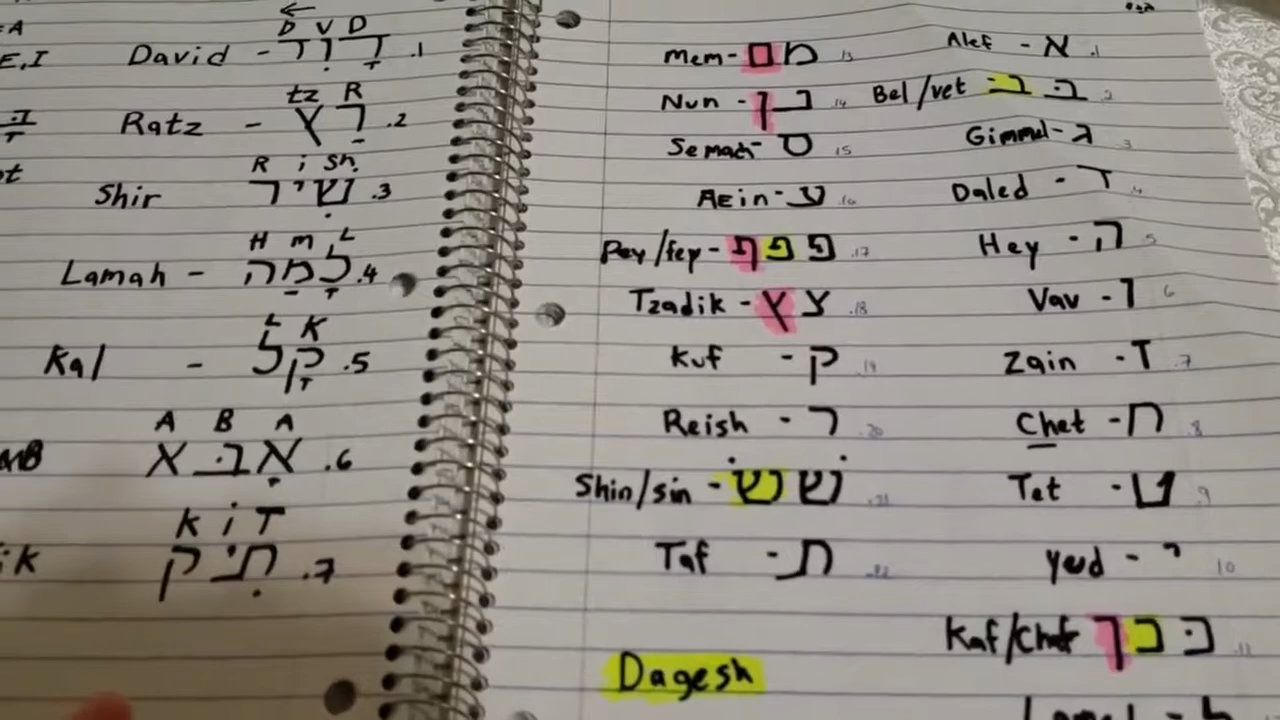 Alef - א .1
Bel/vet - בּ ב .2
Gimmel - ג .3
Daled - ד .4
Hey - ה .5
Vav - ו .6
Zain - ז .7
Chet - ח .8
Tet - ט .9
Yud - י .10
Kaf/Chaf כּ כ ך .11
Mem - מ ם .13
Nun - נ ן .14
Semach - ס .15
AEin - ע .16
Pey/fey - פּ פ ף .17
Tzadik - צ ץ .18
Kuf - ק .19
Reish - ר .20
Shin/sin - שׁ שׂ .21
Taf - ת .22
Dagesh
=A
E,I
←
D V D
David - דָוִד .1
tz R
Ratz - רַץ .2
R i Sh
Shir שִיר .3
H m L
Lamah - לָמַה .4
L K
Kal - קָל .5
A B A
אָבּא .6
K i T
תִיק .7